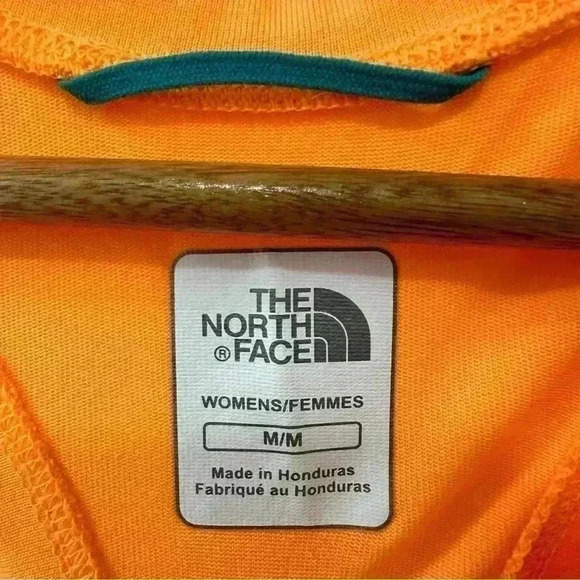 THE
NORTH
® FACE
WOMENS/FEMMES
M/M
Made in Honduras
Fabriqué au Honduras